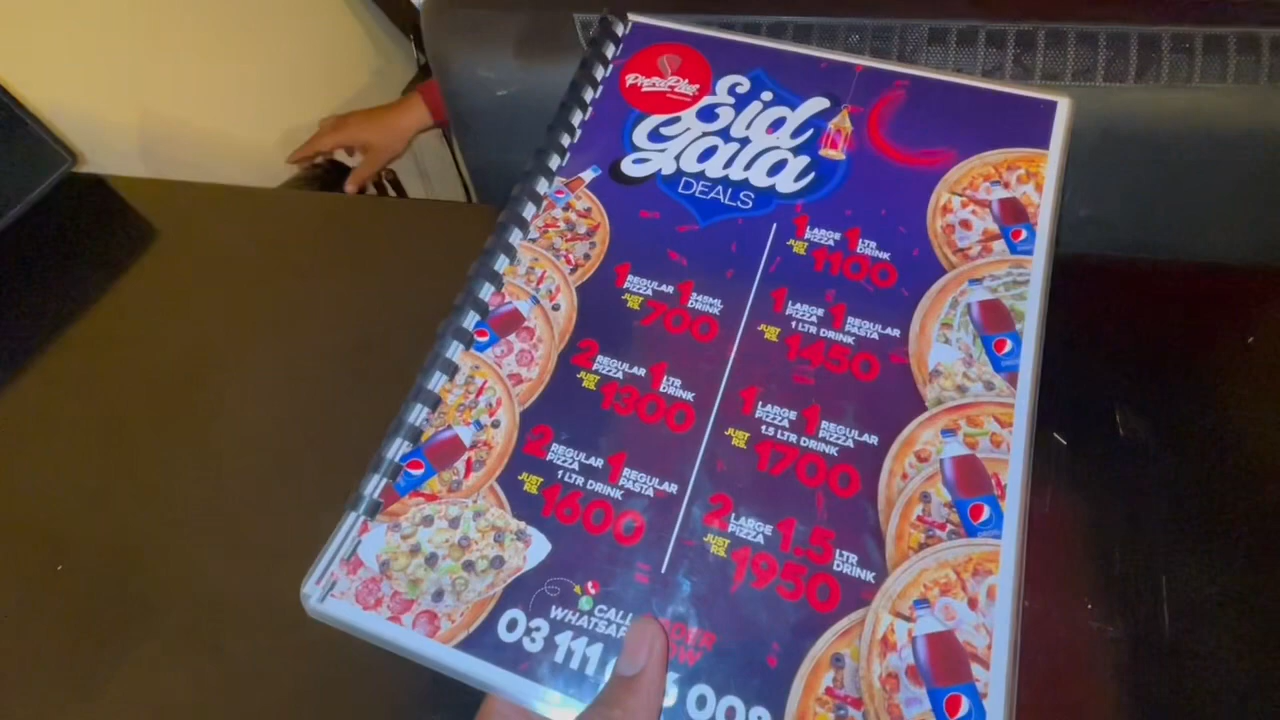 PizzaPlus
Eid
Gala
DEALS
1 REGULAR PIZZA 1 345ML DRINK
JUST RS. 700
2 REGULAR PIZZA 1 LTR DRINK
JUST RS. 1300
2 REGULAR PIZZA 1 REGULAR PASTA
1 LTR DRINK
JUST RS. 1600
1 LARGE PIZZA 1 LTR DRINK
JUST RS. 1100
1 LARGE PIZZA 1 REGULAR PASTA
1 LTR DRINK
JUST RS. 1450
1 LARGE PIZZA 1 REGULAR PIZZA
1.5 LTR DRINK
JUST RS. 1700
2 LARGE PIZZA 1.5 LTR DRINK
JUST RS. 1950
CALL
03 111